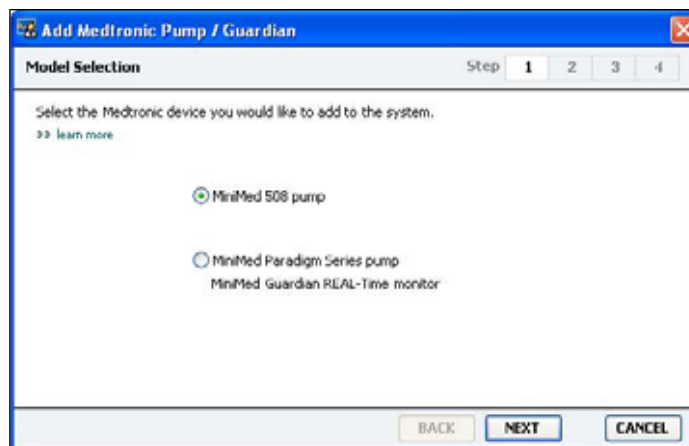 Add Medtronic Pump / Guardian
Model Selection Step 1 2 3 4
Select the Medtronic device you would like to add to the system.
>> learn more
MiniMed 508 pump
MiniMed Paradigm Series pump
MiniMed Guardian REAL-Time monitor
BACK NEXT CANCEL